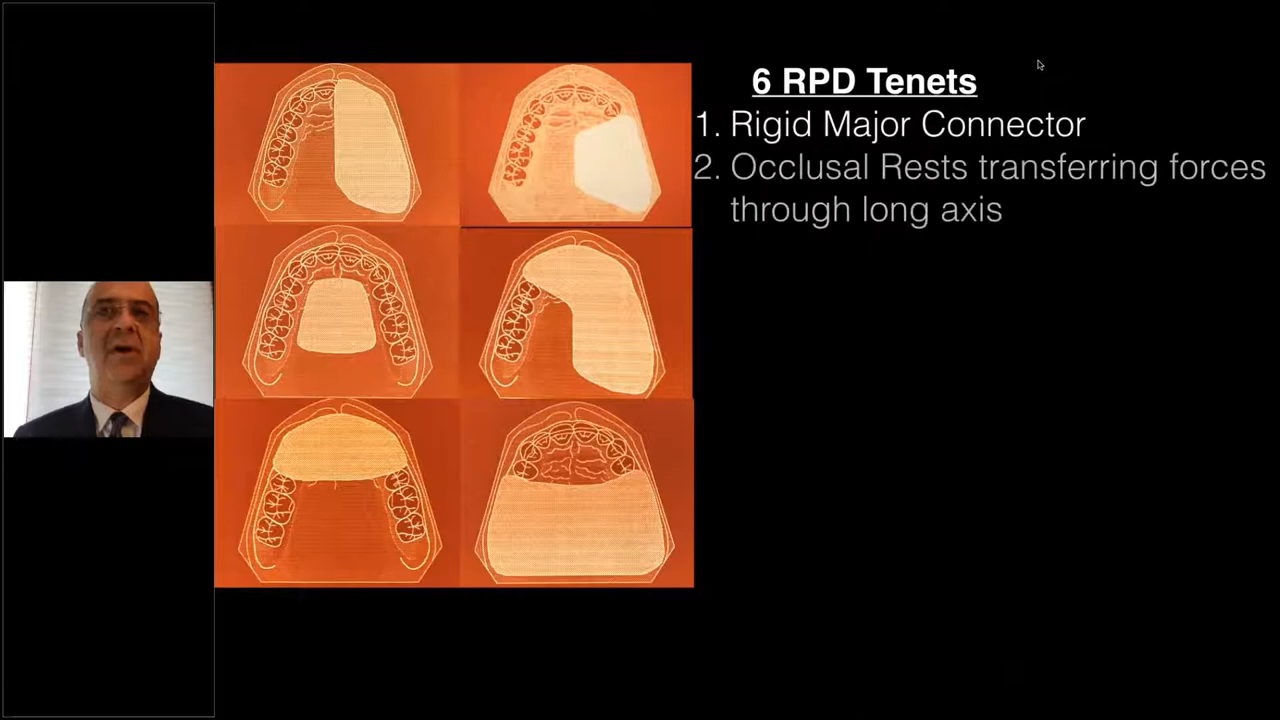 6 RPD Tenets
1. Rigid Major Connector
2. Occlusal Rests transferring forces
through long axis